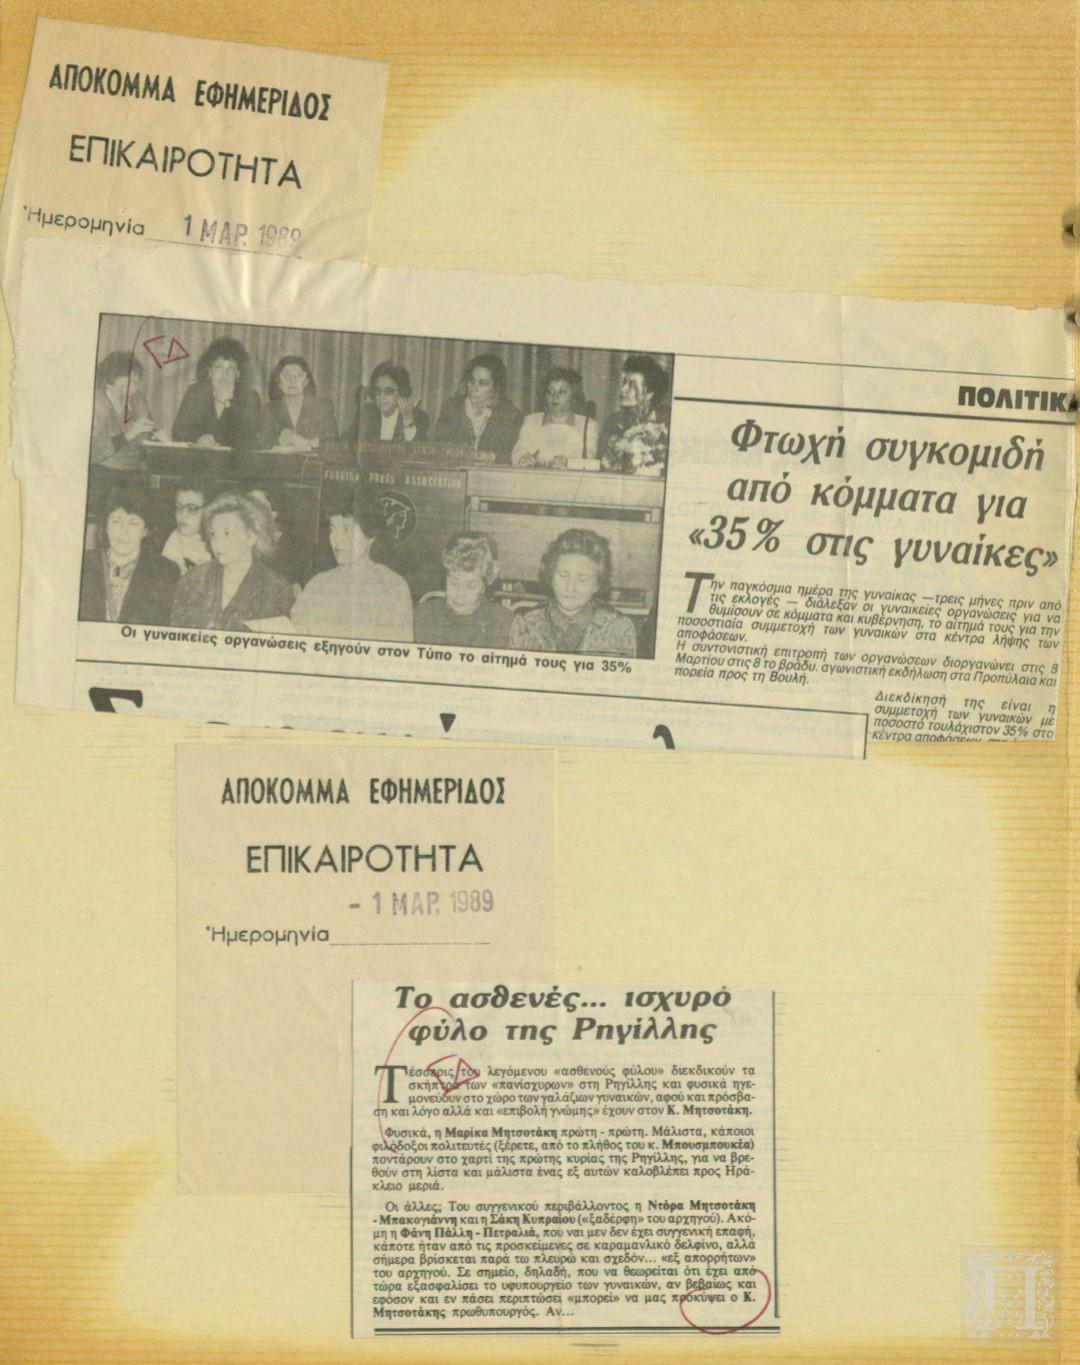 ΑΠΟΚΟΜΜΑ ΕΦΗΜΕΡΙΔΟΣ
ΕΠΙΚΑΙΡΟΤΗΤΑ
Ἡμερομηνία 1 ΜΑΡ. 1989
ΓΔ
FOREIGN PRESS ASSOCIATION
Οι γυναικείες οργανώσεις εξηγούν στον Τύπο το αίτημά τους για 35%
ΠΟΛΙΤΙΚΑ
Φτωχή συγκομιδή
από κόμματα για
«35% στις γυναίκες»
Την παγκόσμια ημέρα της γυναίκας —τρεις μήνες πριν από
τις εκλογές — διάλεξαν οι γυναικείες οργανώσεις για να
θυμίσουν σε κόμματα και κυβέρνηση, το αίτημά τους για την
ποσοστιαία συμμετοχή των γυναικών στα κέντρα λήψης των
αποφάσεων.
Η συντονιστική επιτροπή των οργανώσεων διοργανώνει στις 8
Μαρτίου στις 8 το βράδυ, αγωνιστική εκδήλωση στα Προπύλαια και
πορεία προς τη Βουλή.
Διεκδίκησή της είναι η
συμμετοχή των γυναικών με
ποσοστό τουλάχιστον 35% στα
κέντρα αποφάσεων
ΑΠΟΚΟΜΜΑ ΕΦΗΜΕΡΙΔΟΣ
ΕΠΙΚΑΙΡΟΤΗΤΑ
- 1 ΜΑΡ. 1989
Ἡμερομηνία
Το ασθενές... ισχυρό
φύλο της Ρηγίλλης
ΓΔ
Τέσσερις του λεγόμενου «ασθενούς φύλου» διεκδικούν τα
σκήπτρα των «πανίσχυρων» στη Ρηγίλλης και φυσικά ηγε-
μονεύουν στο χώρο των γαλάζιων γυναικών, αφού και πρόσβα-
ση και λόγο αλλά και «επιβολή γνώμης» έχουν στον Κ. Μητσοτάκη.
Φυσικά, η Μαρίκα Μητσοτάκη πρώτη - πρώτη. Μάλιστα, κάποιοι
φιλόδοξοι πολιτευτές (ξέρετε, από το πλήθος του κ. Μπουσμπουκέα)
ποντάρουν στο χαρτί της πρώτης κυρίας της Ρηγίλλης, για να βρε-
θούν στη λίστα και μάλιστα ένας εξ αυτών καλοβλέπει προς Ηρά-
κλειο μεριά.
Οι άλλες; Του συγγενικού περιβάλλοντος η Ντόρα Μητσοτάκη
- Μπακογιάννη και η Σάκη Κυπραίου («ξαδέρφη» του αρχηγού). Ακό-
μη η Φάνη Πάλλη - Πετραλιά, που ναι μεν δεν έχει συγγενική επαφή,
κάποτε ήταν από τις προσκείμενες σε καραμανλικό δελφίνο, αλλά
σήμερα βρίσκεται παρά τω πλευρώ και σχεδόν... «εξ απορρήτων»
του αρχηγού. Σε σημείο, δηλαδή, που να θεωρείται ότι έχει από
τώρα εξασφαλίσει το υφυπουργείο των γυναικών, αν βεβαίως και
εφόσον και εν πάσει περιπτώσει «μπορεί» να μας προκύψει ο Κ.
Μητσοτάκης πρωθυπουργός. Αν...